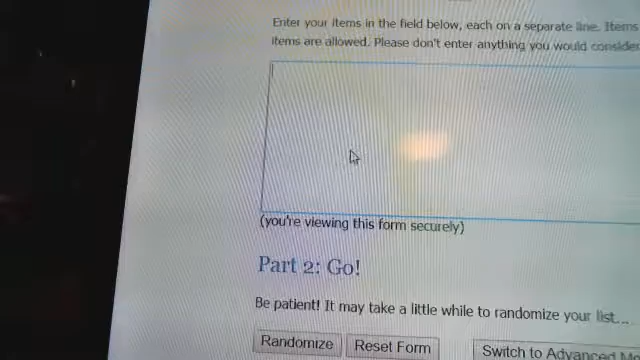 Enter your items in the field below, each on a separate line. Items
items are allowed. Please don't enter anything you would consider
(you're viewing this form securely)
Part 2: Go!
Be patient! It may take a little while to randomize your list...
Randomize Reset Form Switch to Advanced